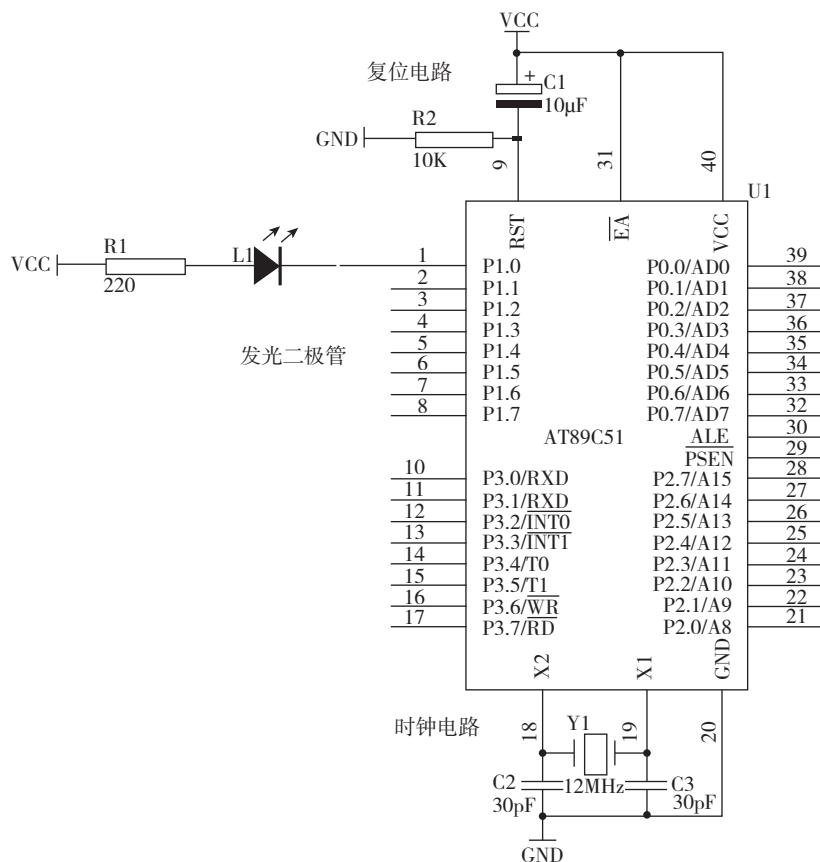 VCC
复位电路
+
C1
10μF
R2
GND
10K
9
31
40
U1
RST
EA
VCC
R1
VCC
220
L1
发光二极管
1 P1.0
2 P1.1
3 P1.2
4 P1.3
5 P1.4
6 P1.5
7 P1.6
8 P1.7
P0.0/AD0 39
P0.1/AD1 38
P0.2/AD2 37
P0.3/AD3 36
P0.4/AD4 35
P0.5/AD5 34
P0.6/AD6 33
P0.7/AD7 32
AT89C51
ALE 30
PSEN 29
10 P3.0/RXD
11 P3.1/RXD
12 P3.2/INT0
13 P3.3/INT1
14 P3.4/T0
15 P3.5/T1
16 P3.6/WR
17 P3.7/RD
P2.7/A15 28
P2.6/A14 27
P2.5/A13 26
P2.4/A12 25
P2.3/A11 24
P2.2/A10 23
P2.1/A9 22
P2.0/A8 21
X2
X1
GND
时钟电路
18
Y1
19
20
C2
30pF
12MHz
C3
30pF
GND